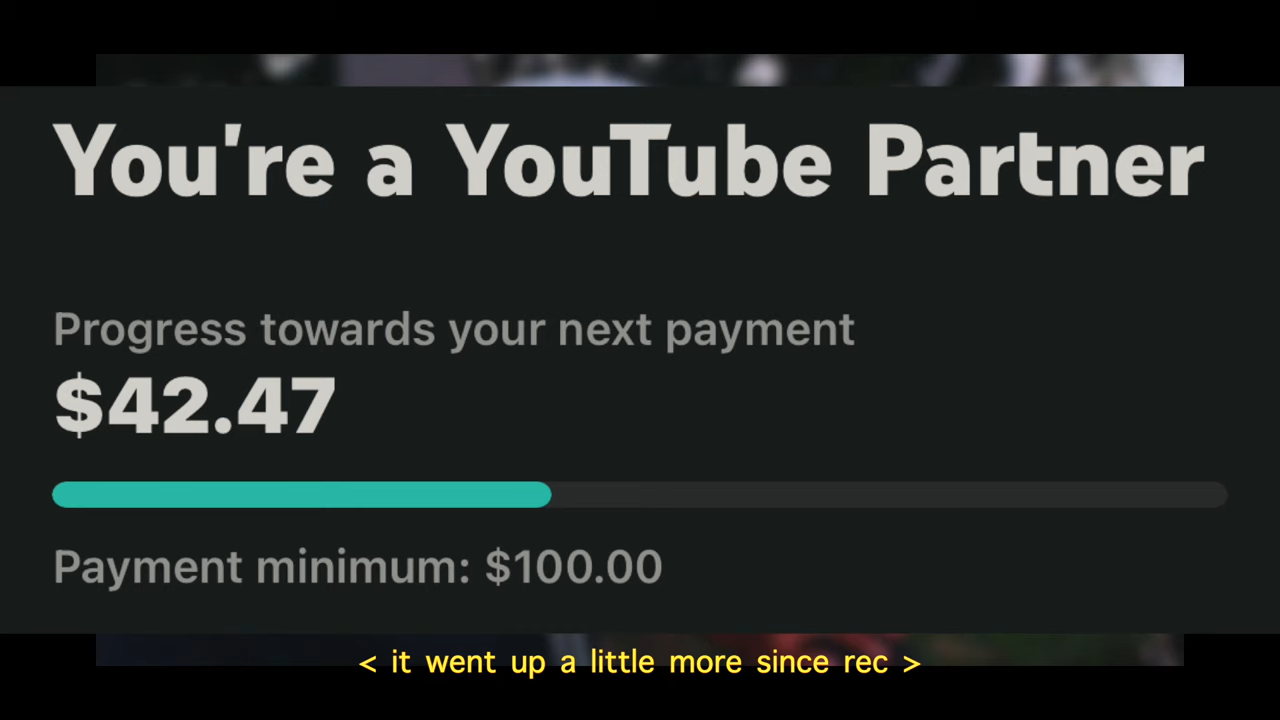 You're a YouTube Partner
Progress towards your next payment
$42.47
Payment minimum: $100.00
< it went up a little more since rec >